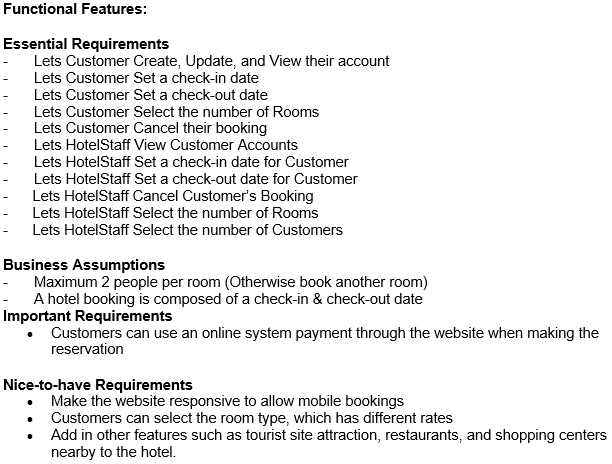 Functional Features:
Essential Requirements
- Lets Customer Create, Update, and View their account
- Lets Customer Set a check-in date
- Lets Customer Set a check-out date
- Lets Customer Select the number of Rooms
- Lets Customer Cancel their booking
- Lets HotelStaff View Customer Accounts
- Lets HotelStaff Set a check-in date for Customer
- Lets HotelStaff Set a check-out date for Customer
- Lets HotelStaff Cancel Customer's Booking
- Lets HotelStaff Select the number of Rooms
- Lets HotelStaff Select the number of Customers
Business Assumptions
- Maximum 2 people per room (Otherwise book another room)
- A hotel booking is composed of a check-in & check-out date
Important Requirements
• Customers can use an online system payment through the website when making the
reservation
Nice-to-have Requirements
• Make the website responsive to allow mobile bookings
• Customers can select the room type, which has different rates
• Add in other features such as tourist site attraction, restaurants, and shopping centers
nearby to the hotel.